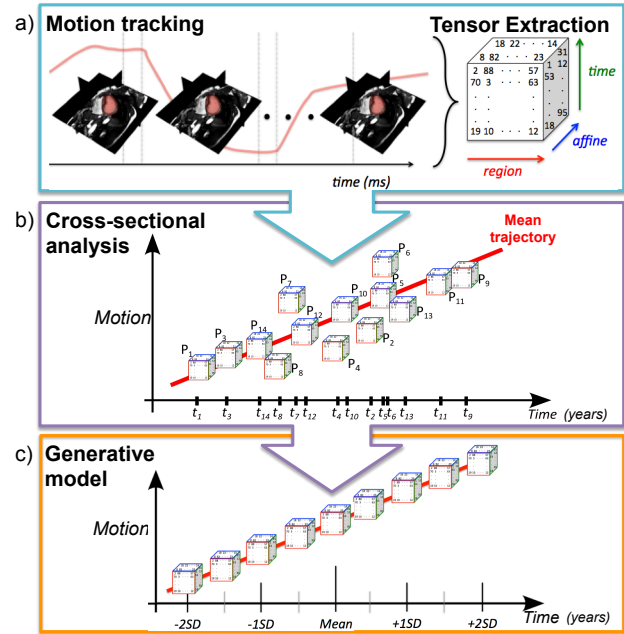 a) Motion tracking
Tensor Extraction
18 22 · · · 14
8 82 · · · 23
31
12
2 88 57
70 3 · · · · 63
1
53
95
18
19 10 · · · · 12
time
affine
region
time (ms)
b) Cross-sectional
analysis
Mean
trajectory
Motion
P1 P3 P14 P7 P8 P12 P10 P4 P6 P5 P2 P13 P11 P9
t1 t3 t14 t8 t7 t12 t4 t10 t2 t5 t6 t13 t11 t9
Time (years)
c) Generative
model
Motion
-2SD -1SD Mean +1SD +2SD
Time (years)